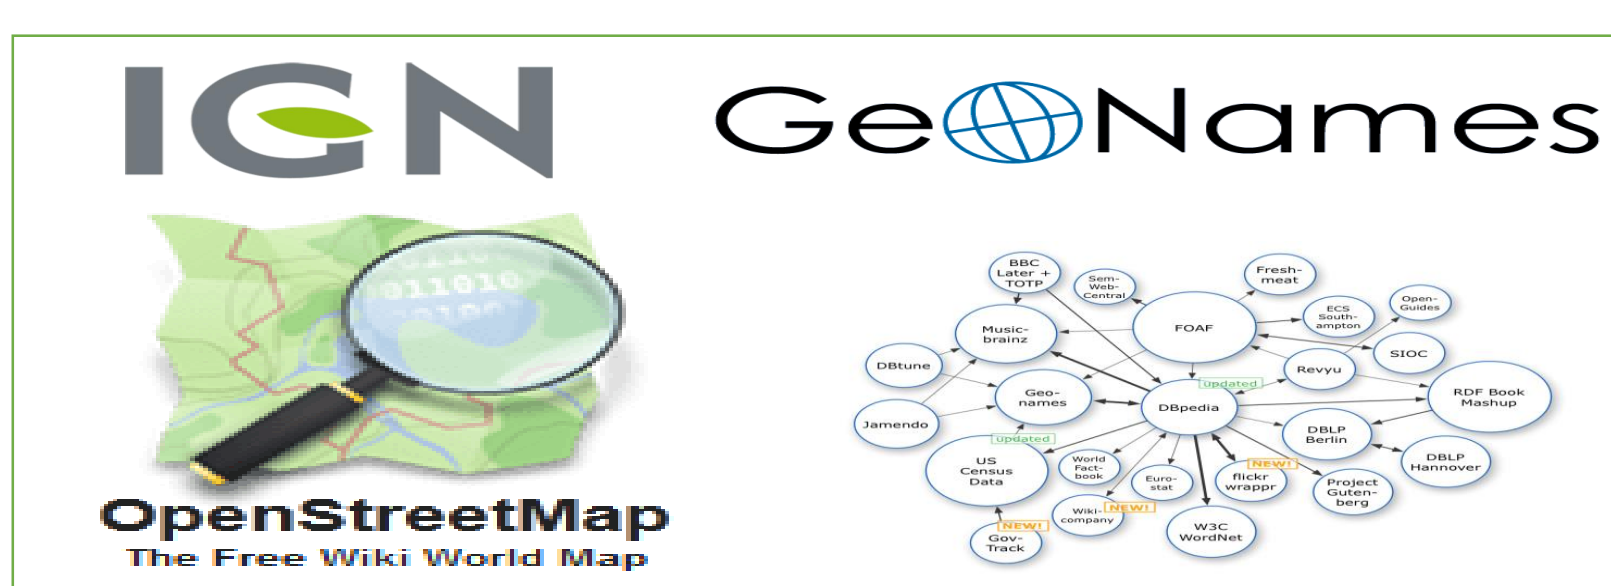 IGN
GeoNames
011010
OpenStreetMap
The Free Wiki World Map
BBC
Later +
TOTP
Sem-
Web-
Central
Fresh-
meat
Music-
brainz
FOAF
ECS
South-
ampton
Open-
Guides
DBtune
SIOC
Revyu
updated
Geo-
names
DBpedia
RDF Book
Mashup
Jamendo
updated
DBLP
Berlin
US
Census
Data
World
Fact-
book
Euro-
stat
NEW!
flickr
wrappr
DBLP
Hannover
Project
Guten-
berg
Wiki-
company
NEW!
NEW!
Gov-
Track
W3C
WordNet